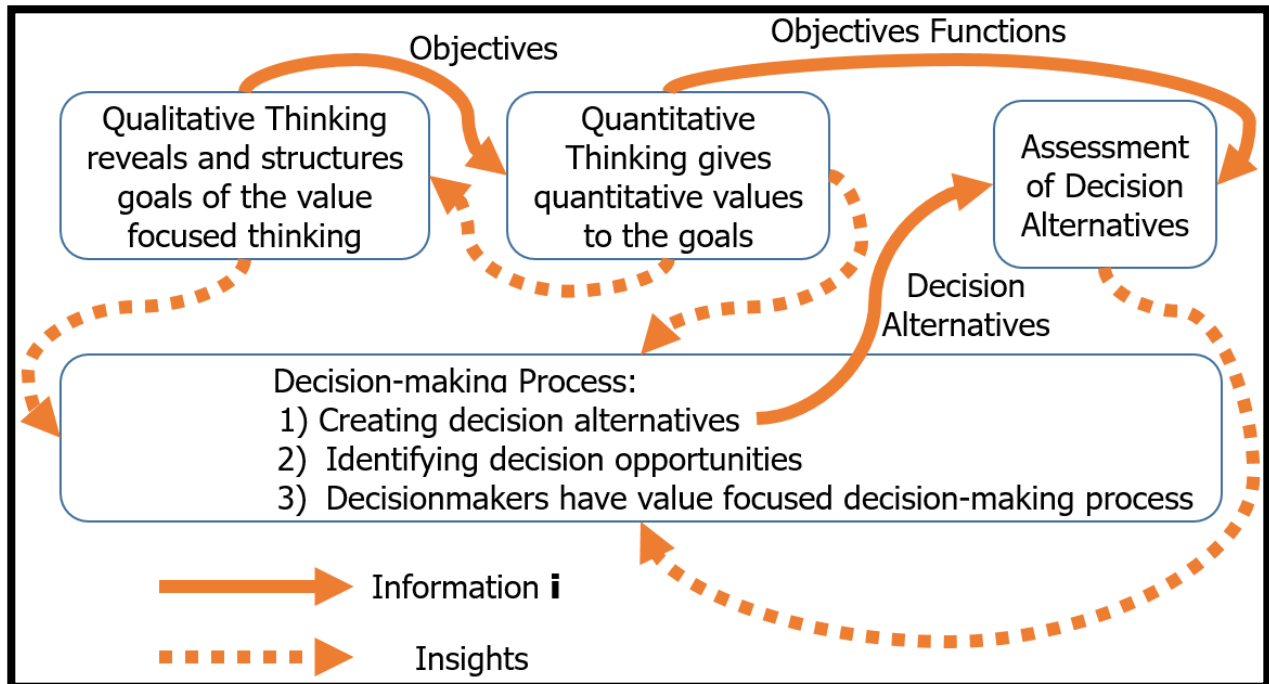 Objectives
Objectives Functions
Qualitative Thinking
reveals and structures
goals of the value
focused thinking
Quantitative
Thinking gives
quantitative values
to the goals
Assessment
of Decision
Alternatives
Decision
Alternatives
Decision-making Process:
1) Creating decision alternatives
2) Identifying decision opportunities
3) Decisionmakers have value focused decision-making process
Information i
Insights